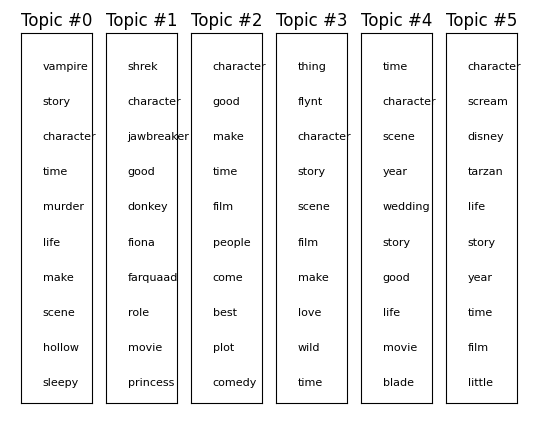 Topic #0 Topic #1 Topic #2 Topic #3 Topic #4 Topic #5
vampire shrek character thing time character
story character good flynt character scream
character jawbreaker make character scene disney
time good time story year tarzan
murder donkey film scene wedding life
life fiona people film story story
make farquaad come make good year
scene role best love life time
hollow movie plot wild movie film
sleepy princess comedy time blade little